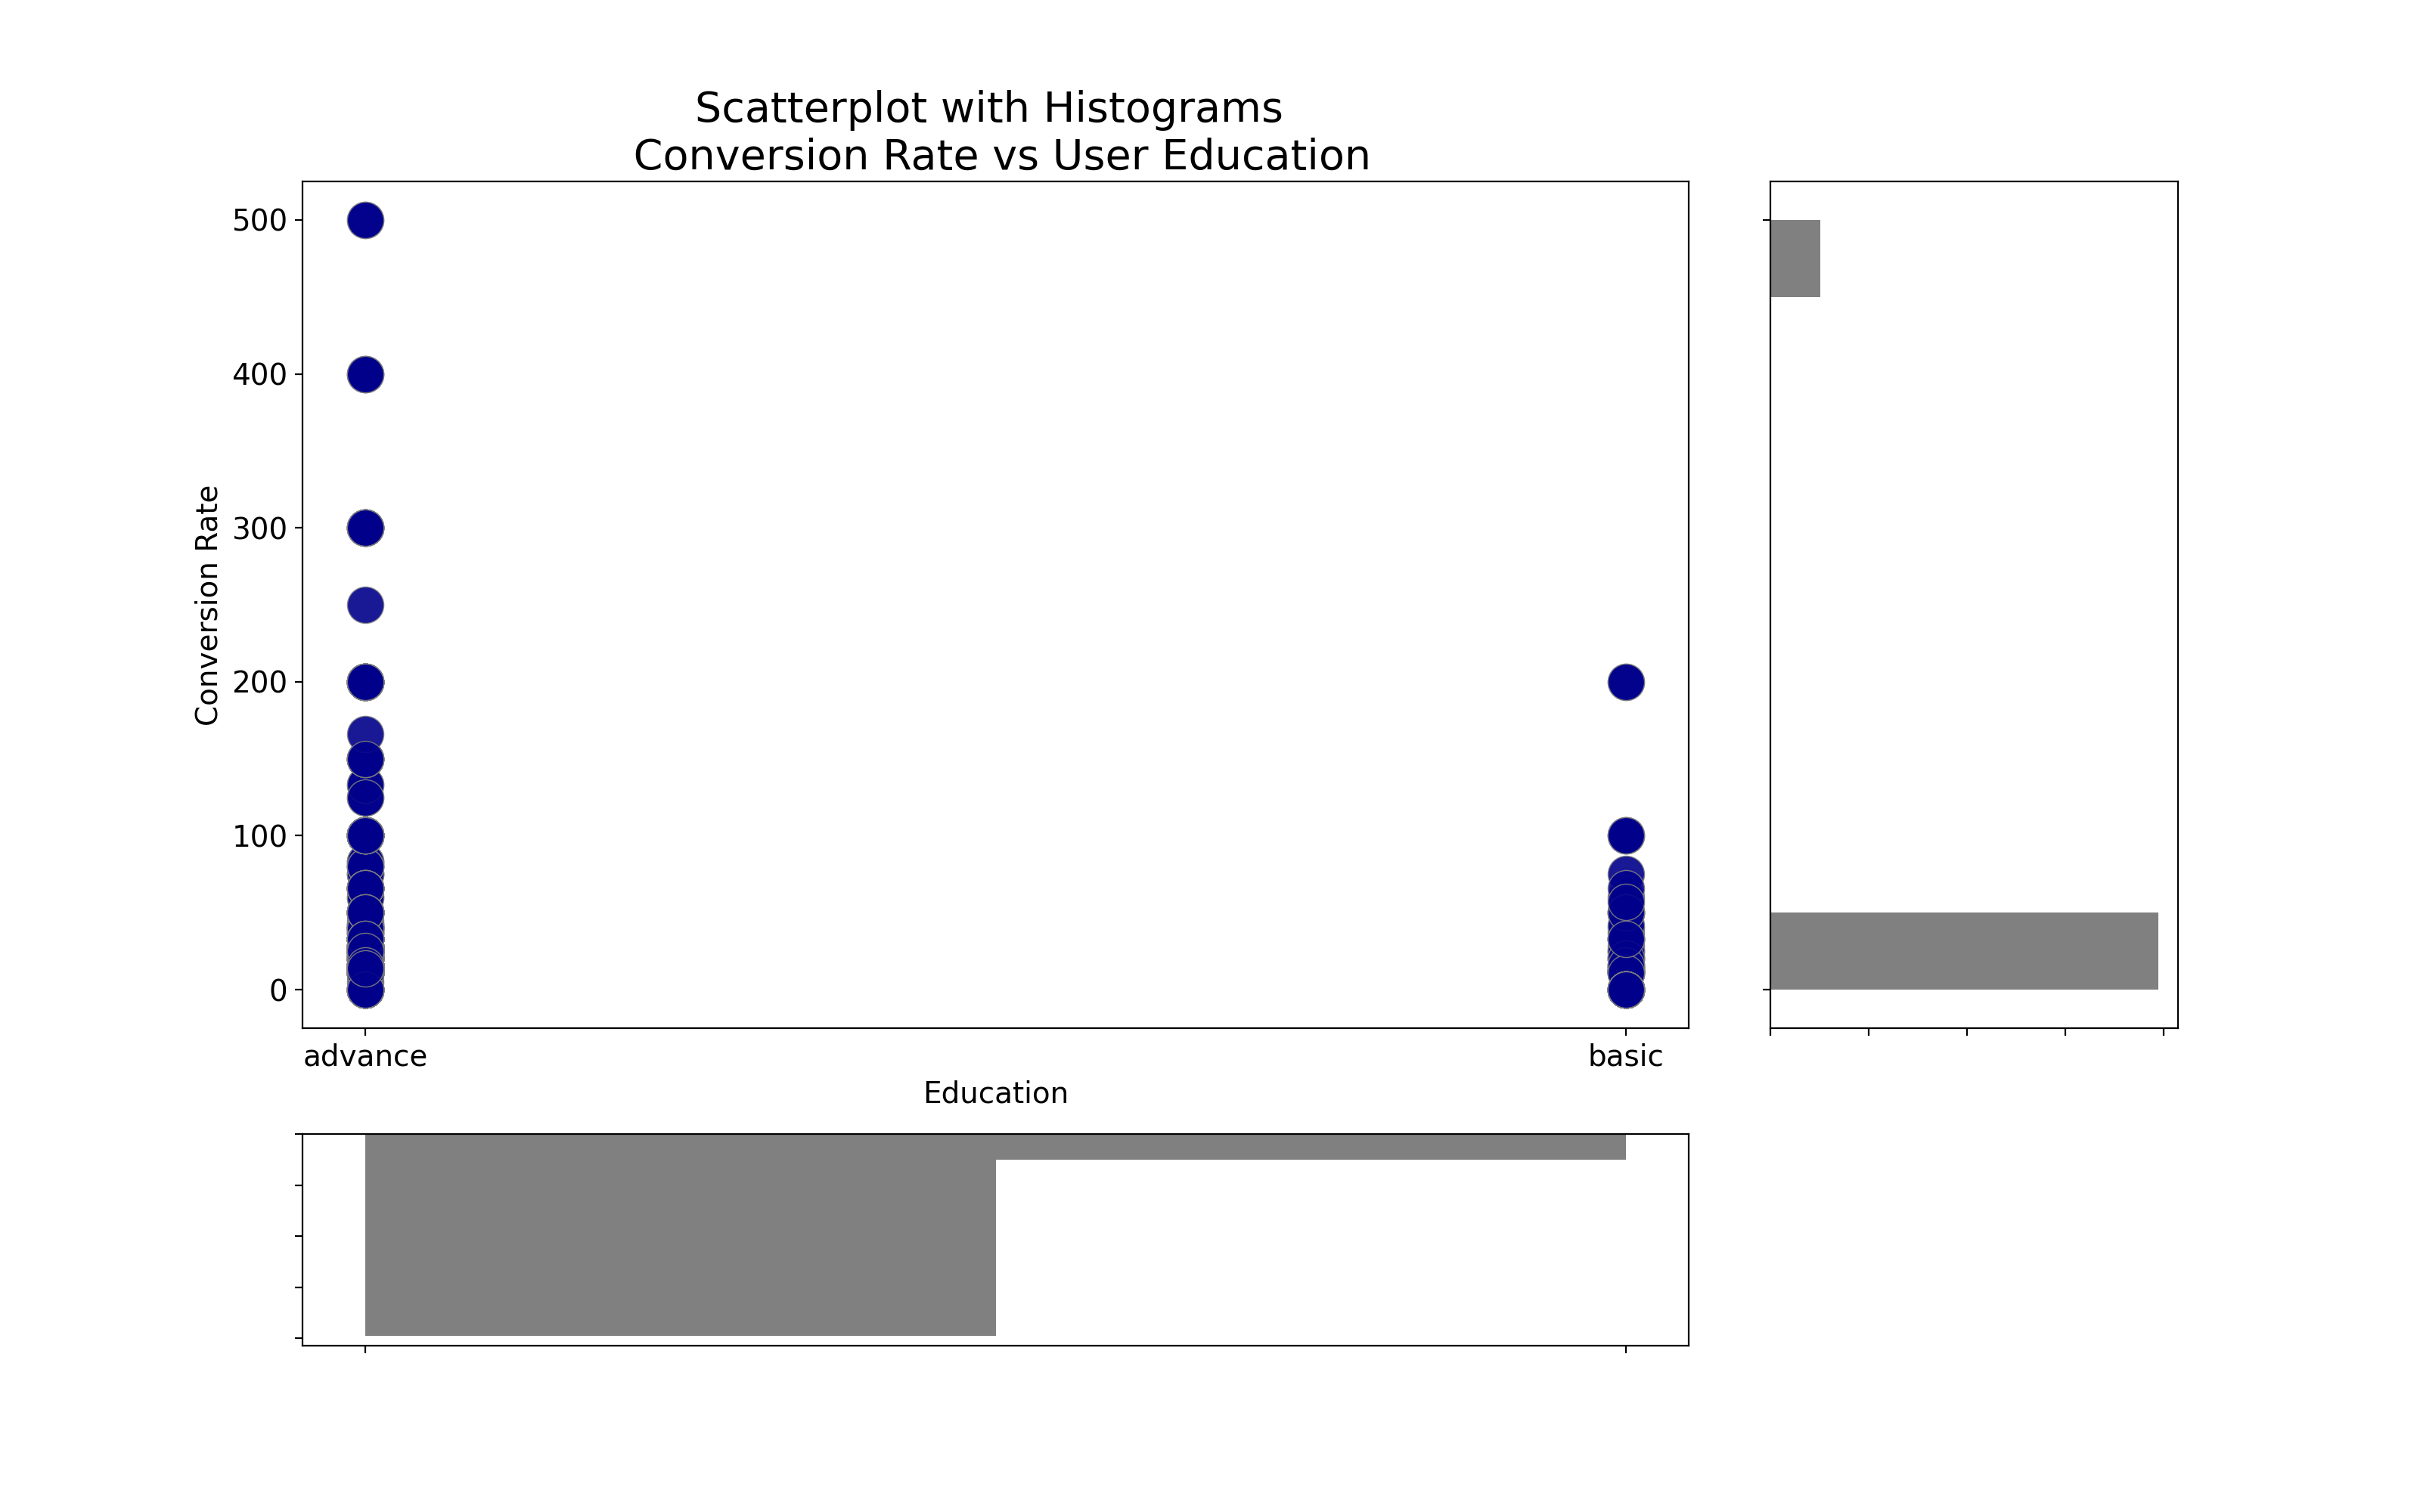 Scatterplot with Histograms
Conversion Rate vs User Education
500
400
300
200
100
0
Conversion Rate
advance
basic
Education